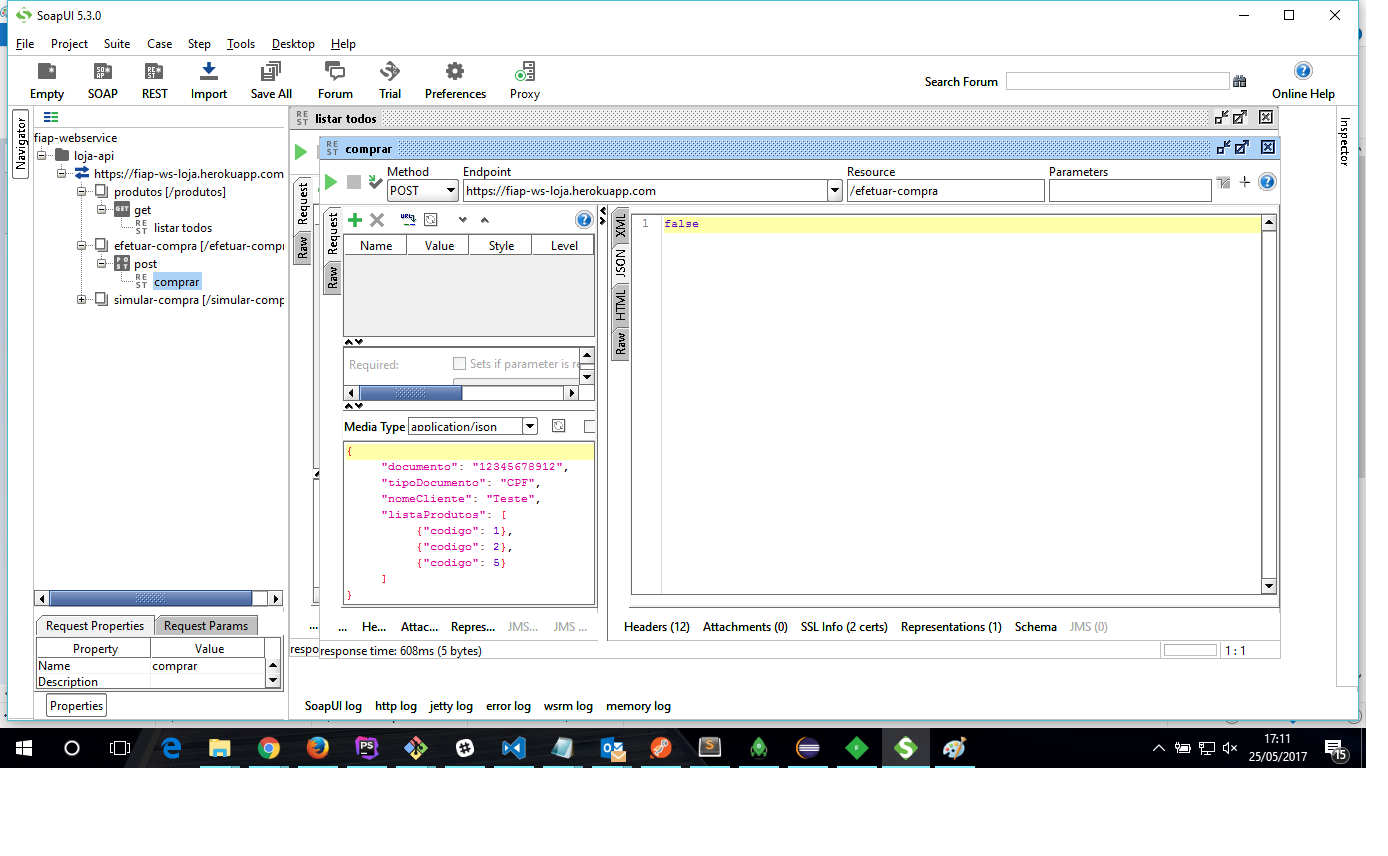 SoapUI 5.3.0
File Project Suite Case Step Tools Desktop Help
Empty SOAP REST Import Save All Forum Trial Preferences Proxy
Search Forum
Online Help
Navigator
fiap-webservice
loja-api
https://fiap-ws-loja.herokuapp.com
produtos [/produtos]
get
listar todos
efetuar-compra [/efetuar-compr
post
comprar
simular-compra [/simular-comp
Request Properties Request Params
Property Value
Name comprar
Description
Properties
listar todos
Request
Raw
comprar
Method Endpoint Resource Parameters
POST https://fiap-ws-loja.herokuapp.com /efetuar-compra
Request
Raw
Name Value Style Level
Required: Sets if parameter is re
Media Type application/json
{
"documento": "12345678912",
"tipoDocumento": "CPF",
"nomeCliente": "Teste",
"listaProdutos": [
{"codigo": 1},
{"codigo": 2},
{"codigo": 5}
]
}
... He... Attac... Repres... JMS... JMS ...
XML
JSON
HTML
Raw
1 false
Headers (12) Attachments (0) SSL Info (2 certs) Representations (1) Schema JMS (0)
...
respo
response time: 608ms (5 bytes)
1 : 1
Inspector
SoapUI log http log jetty log error log wsrm log memory log
17:11
25/05/2017
15